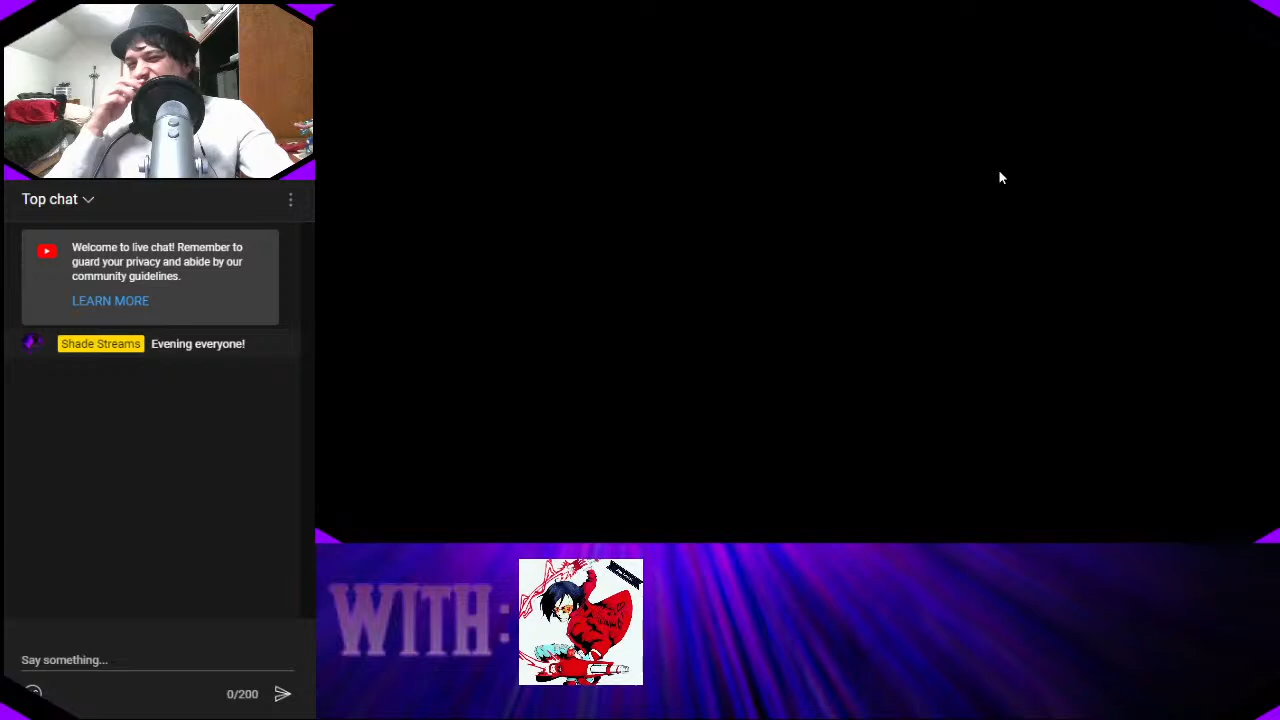 Top chat
Welcome to live chat! Remember to
guard your privacy and abide by our
community guidelines.
LEARN MORE
Shade Streams Evening everyone!
WITH:
Say something...
0/200